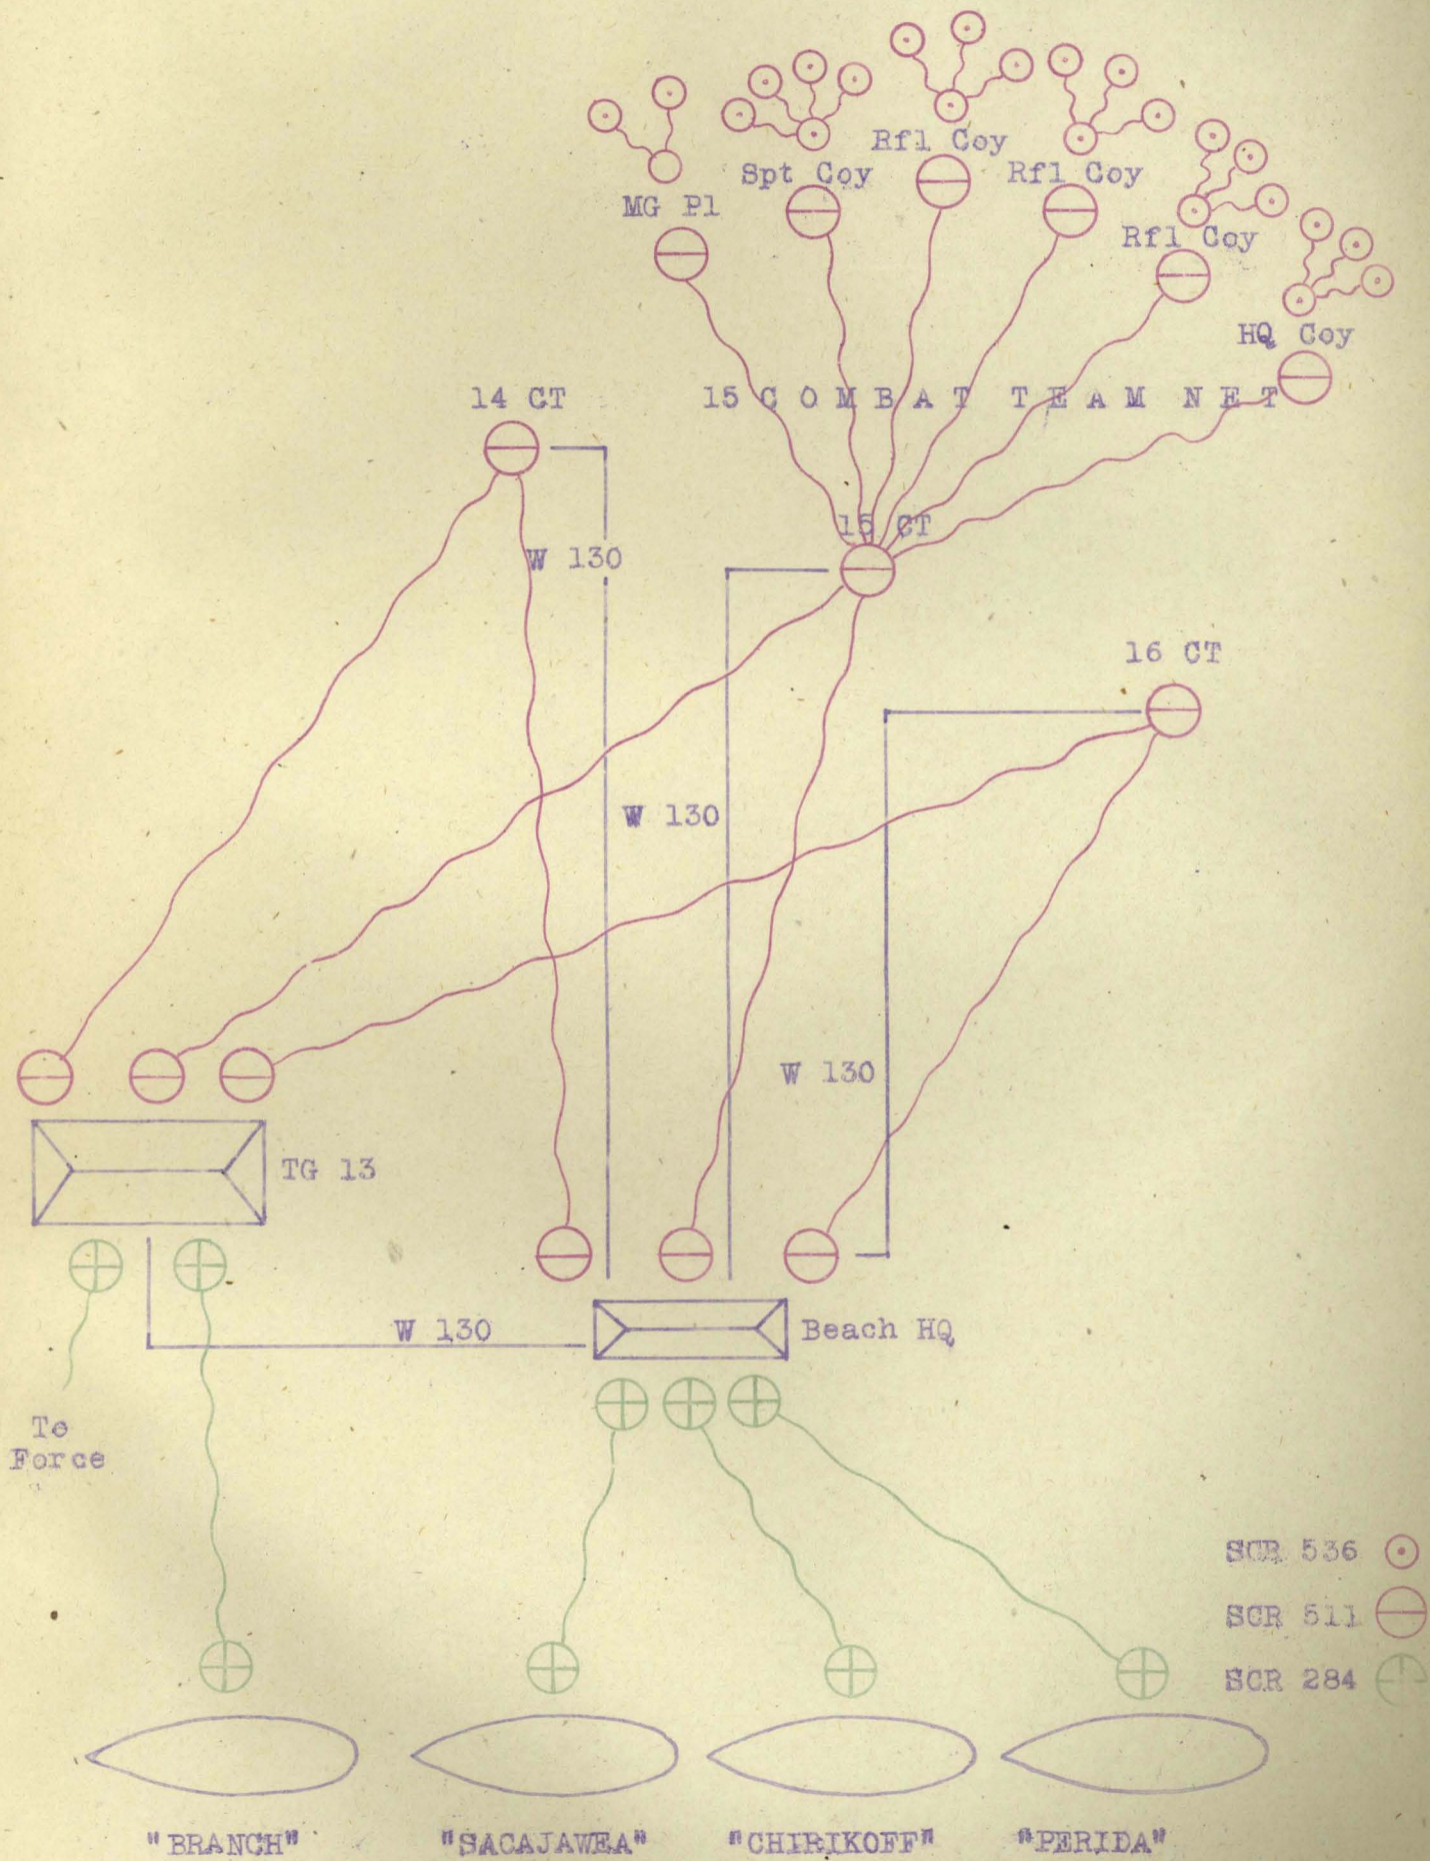 Rfl Coy
Spt Coy
Rfl Coy
MG Pl
Rfl Coy
HQ Coy
14 CT
15 COMBAT TEAM NET
15 CT
W 130
16 CT
W 130
W 130
TG 13
W 130
Beach HQ
To
Force
SCR 536
SCR 511
SCR 284
"BRANCH"
"SACAJAWEA"
"CHIRIKOFF"
"PERIDA"